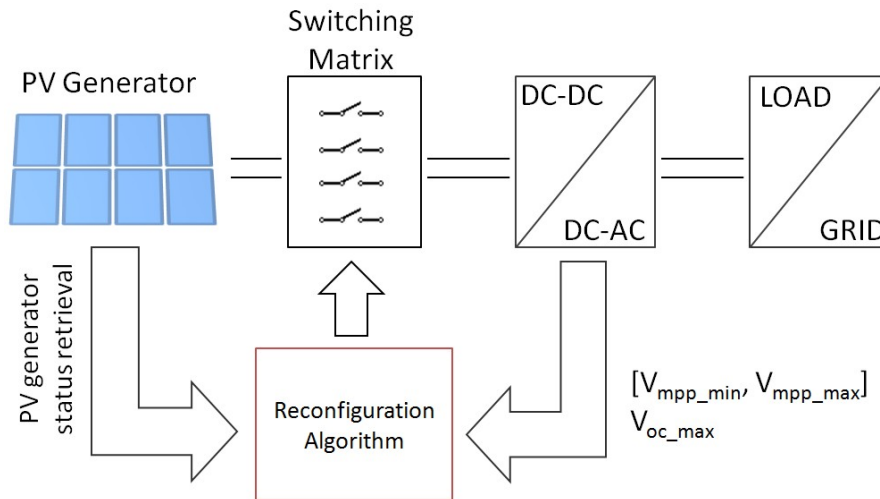 Switching
Matrix
PV Generator
DC-DC
DC-AC
LOAD
GRID
PV generator
status retrieval
Reconfiguration
Algorithm
[Vmpp_min, Vmpp_max]
Voc_max